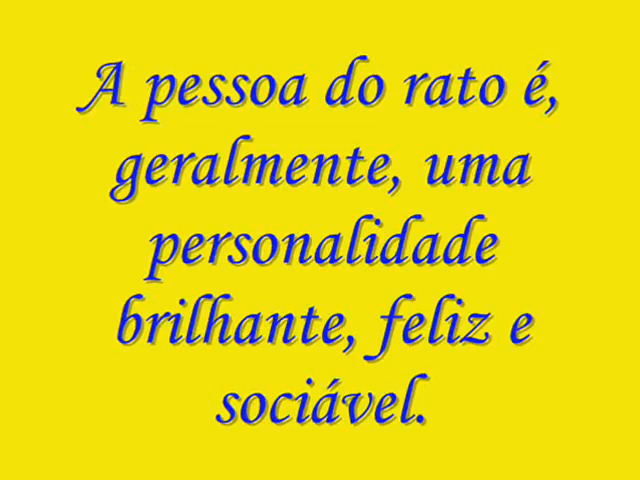 A pessoa do rato é,
geralmente, uma
personalidade
brilhante, feliz e
sociável.